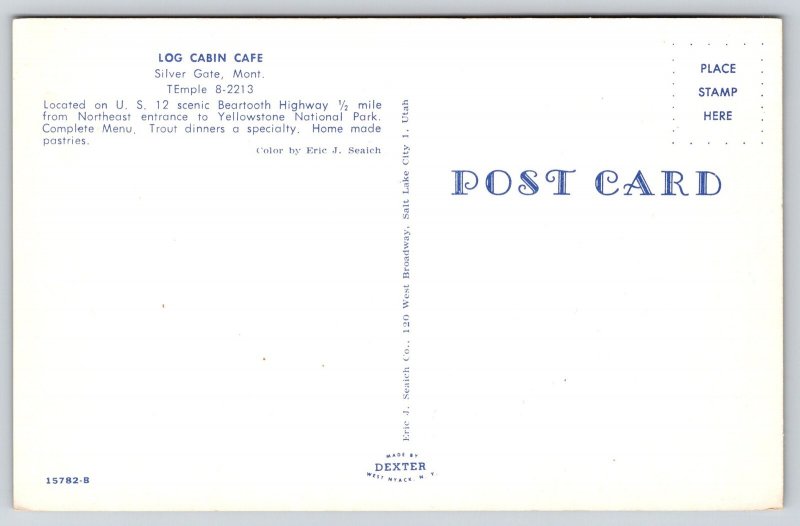 LOG CABIN CAFE
Silver Gate, Mont.
TEmple 8-2213
Located on U. S. 12 scenic Beartooth Highway ½ mile
from Northeast entrance to Yellowstone National Park.
Complete Menu. Trout dinners a specialty. Home made
pastries.
Color by Eric J. Seaich
Eric J. Seaich Co., 120 West Broadway, Salt Lake City 1, Utah
PLACE
STAMP
HERE
POST CARD
MADE BY
DEXTER
WEST NYACK, N. Y.
15782-B